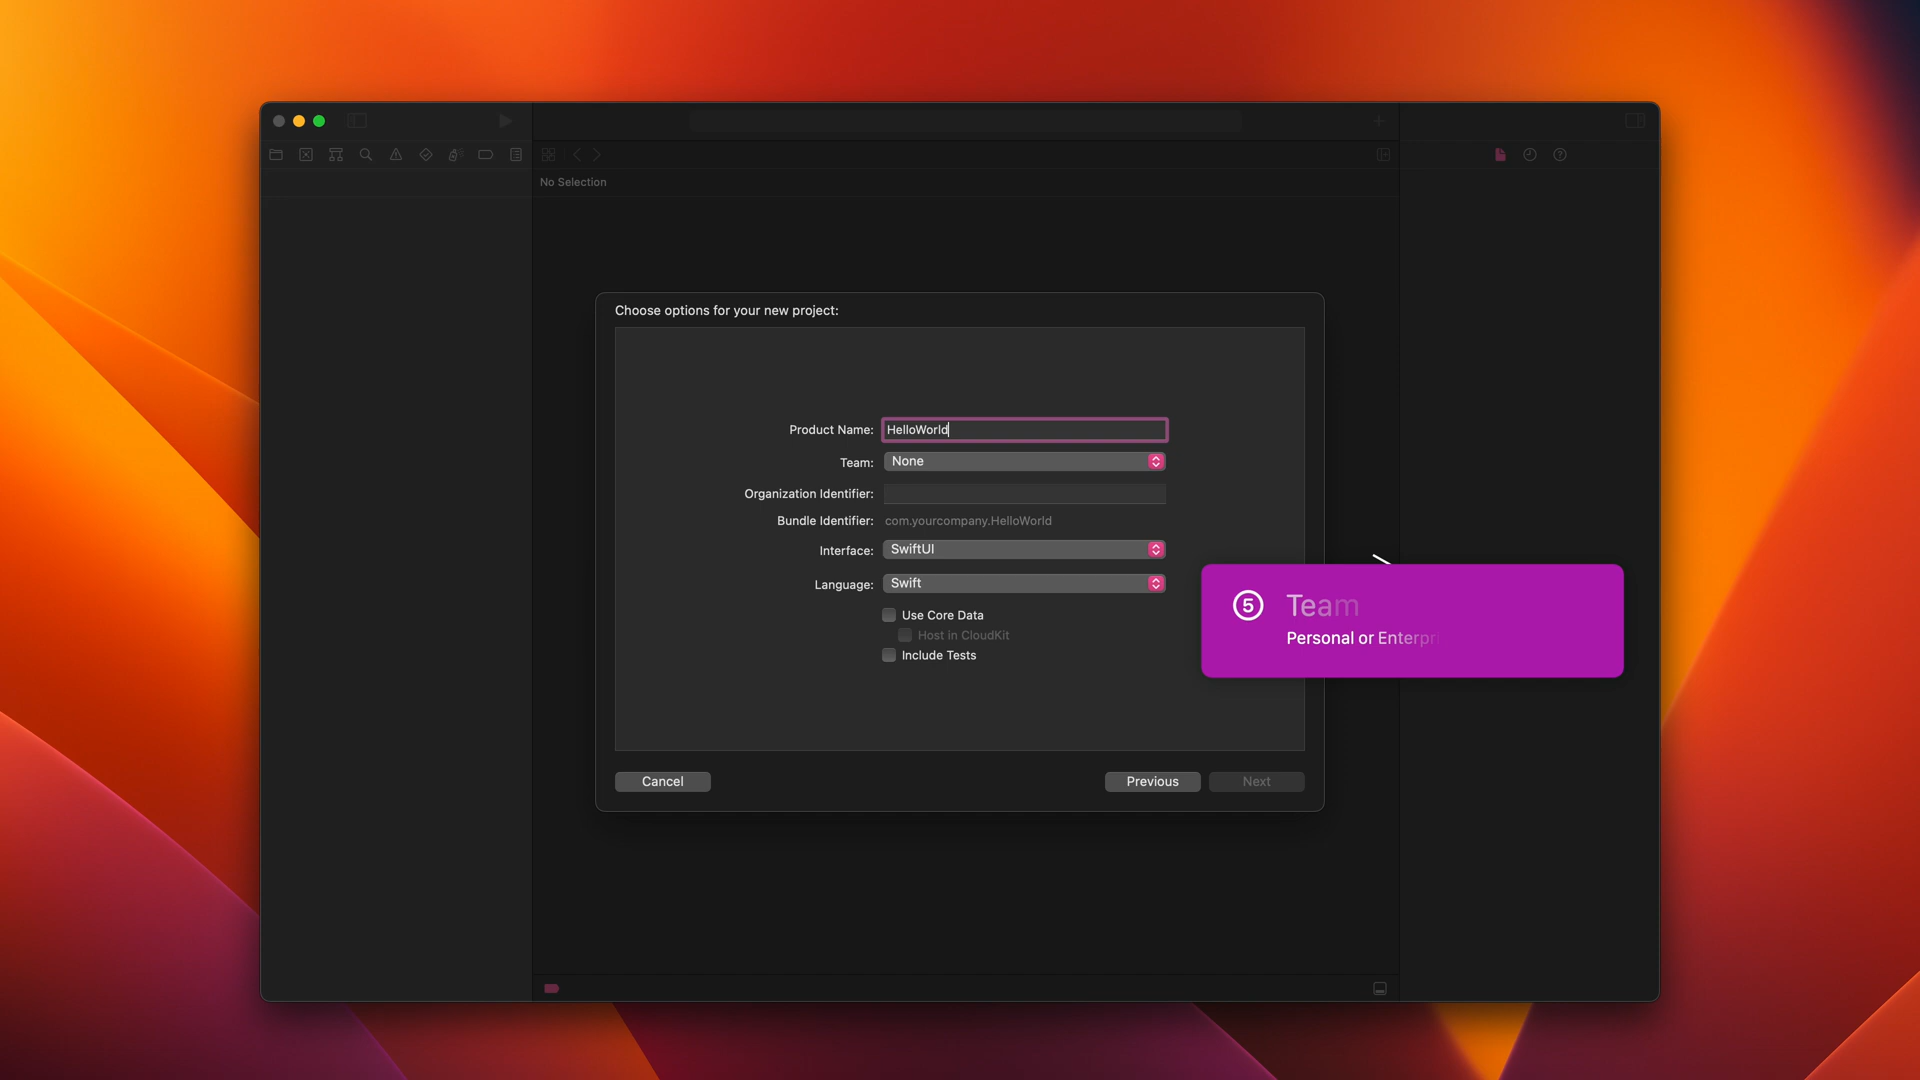 No Selection
Choose options for your new project:
Product Name: HelloWorld
Team: None
Organization Identifier:
Bundle Identifier: com.yourcompany.HelloWorld
Interface: SwiftUI
Language: Swift
Use Core Data
Host in CloudKit
Include Tests
5 Team
Personal or Enterpr
Cancel
Previous
Next